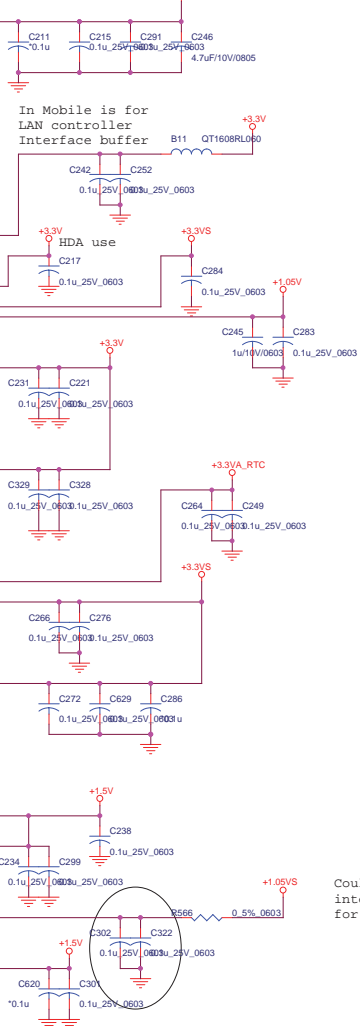 C211
*0.1u
C215
0.1u_25V_0603
C291
0.1u_25V_0603
C246
4.7uF/10V/0805
In Mobile is for
LAN controller
Interface buffer
+3.3V
B11
QT1608RL060
C242
0.1u_25V_0603
C252
0.1u_25V_0603
+3.3V
HDA use
C217
0.1u_25V_0603
+3.3VS
C284
0.1u_25V_0603
+1.05V
C245
1u/10V/0603
C283
0.1u_25V_0603
+3.3V
C231
0.1u_25V_0603
C221
0.1u_25V_0603
C329
0.1u_25V_0603
C328
0.1u_25V_0603
+3.3VA_RTC
C264
0.1u_25V_0603
C249
0.1u_25V_0603
+3.3VS
C266
0.1u_25V_0603
C276
0.1u_25V_0603
C272
0.1u_25V_0603
C629
0.1u_25V_0603
C286
*0.1u
+1.5V
C238
0.1u_25V_0603
C234
0.1u_25V_0603
C299
0.1u_25V_0603
+1.05VS
R566
0_5%_0603
C302
0.1u_25V_0603
C322
0.1u_25V_0603
+1.5V
C620
*0.1u
C301
0.1u_25V_0603
Coul
inte
for